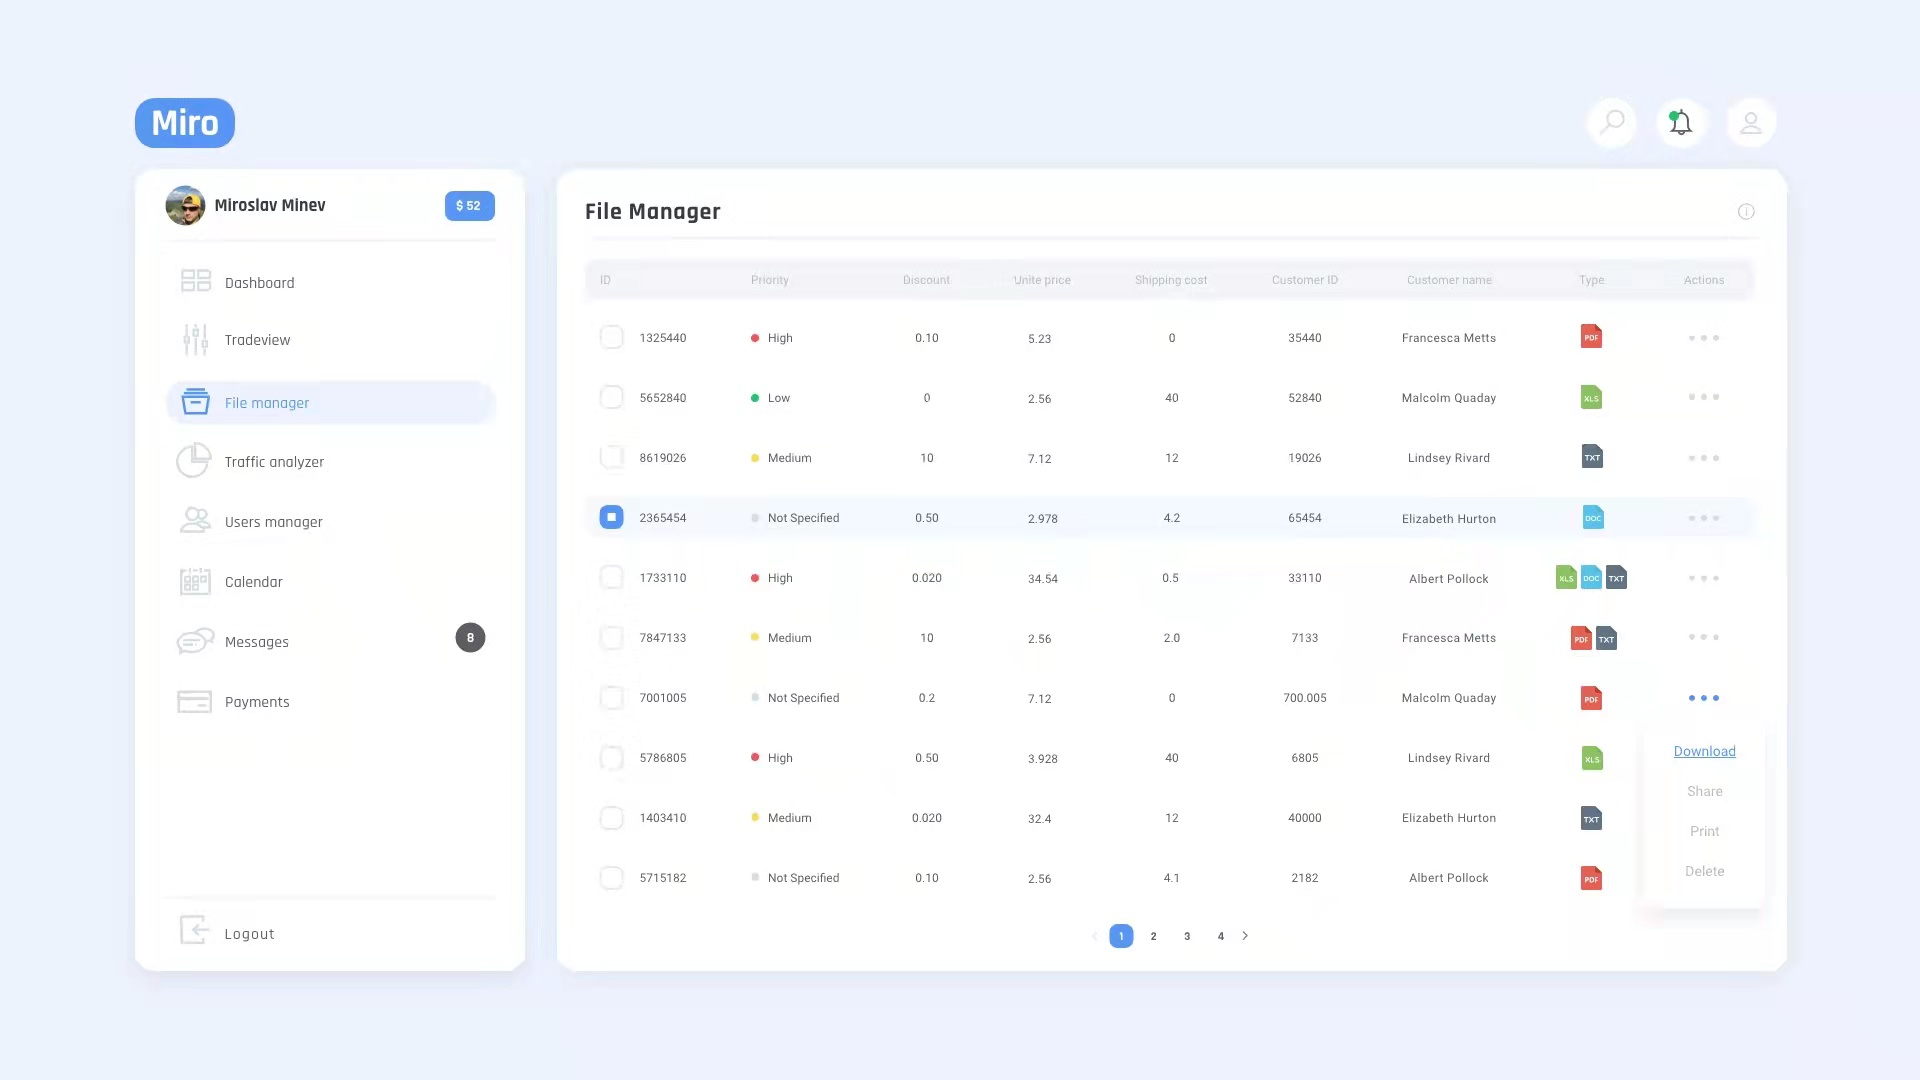 Miro
Miroslav Minev $ 52
Dashboard
Tradeview
File manager
Traffic analyzer
Users manager
Calendar
Messages 8
Payments
Logout
File Manager
ID Priority Discount Unite price Shipping cost Customer ID Customer name Type Actions
1325440 High 0.10 5.23 0 35440 Francesca Metts PDF
5652840 Low 0 2.56 40 52840 Malcolm Quaday XLS
8619026 Medium 10 7.12 12 19026 Lindsey Rivard TXT
2365454 Not Specified 0.50 2.978 4.2 65454 Elizabeth Hurton DOC
1733110 High 0.020 34.54 0.5 33110 Albert Pollock XLS DOC TXT
7847133 Medium 10 2.56 2.0 7133 Francesca Metts PDF TXT
7001005 Not Specified 0.2 7.12 0 700.005 Malcolm Quaday PDF
5786805 High 0.50 3.928 40 6805 Lindsey Rivard XLS
1403410 Medium 0.020 32.4 12 40000 Elizabeth Hurton TXT
5715182 Not Specified 0.10 2.56 4.1 2182 Albert Pollock PDF
Download
Share
Print
Delete
1 2 3 4